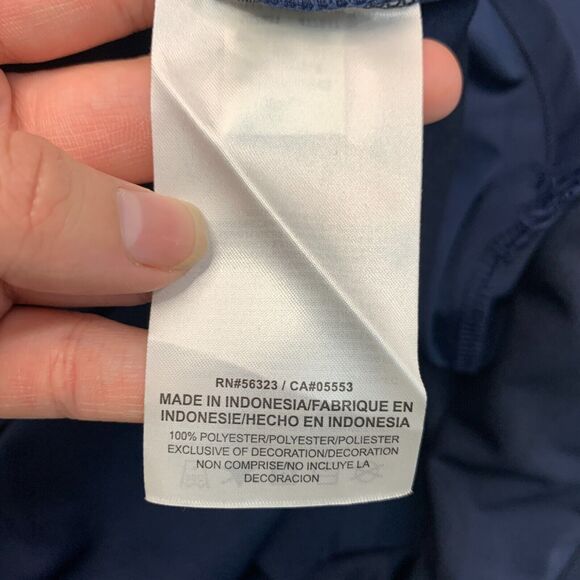 RN#56323 / CA#05553
MADE IN INDONESIA/FABRIQUE EN
INDONESIE/HECHO EN INDONESIA
100% POLYESTER/POLYESTER/POLIESTER
EXCLUSIVE OF DECORATION/DECORATION
NON COMPRISE/NO INCLUYE LA
DECORACION